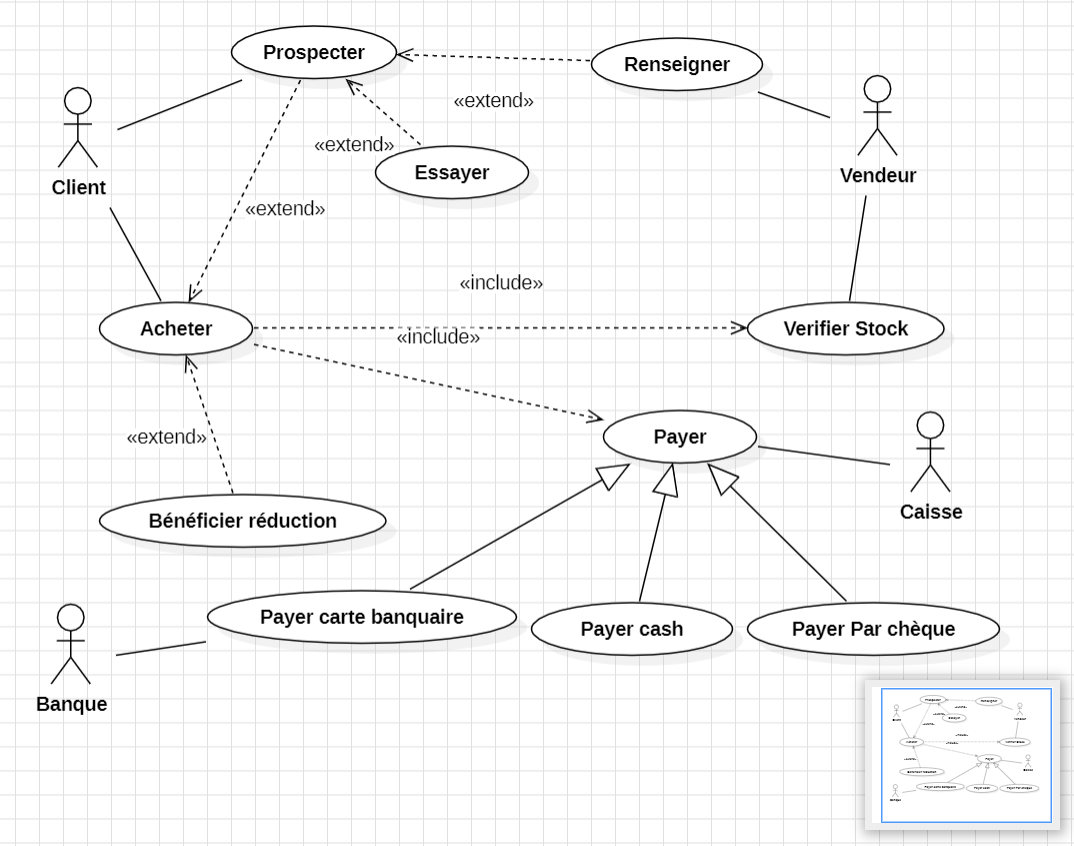 Prospecter
Renseigner
«extend»
«extend»
Essayer
Client
Vendeur
«extend»
«include»
Acheter
Verifier Stock
«include»
«extend»
Payer
Caisse
Bénéficier réduction
Payer carte banquaire
Payer cash
Payer Par chèque
Banque